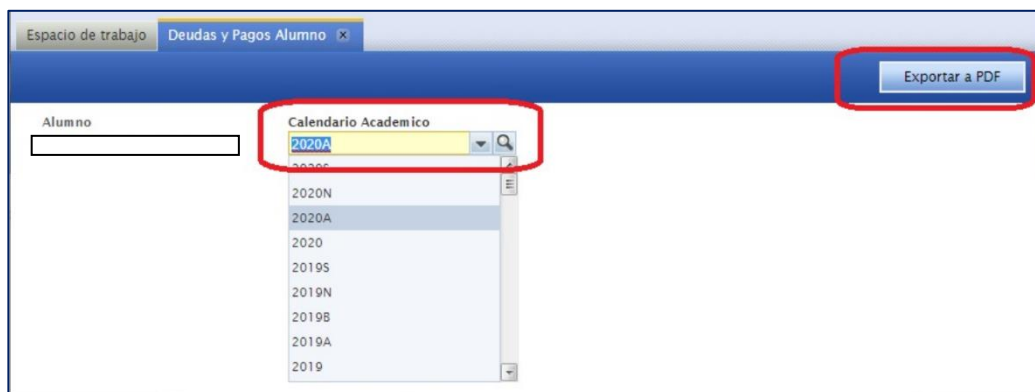 Espacio de trabajo
Deudas y Pagos Alumno
Exportar a PDF
Alumno
Calendario Academico
2020A
2020S
2020N
2020A
2020
2019S
2019N
2019B
2019A
2019